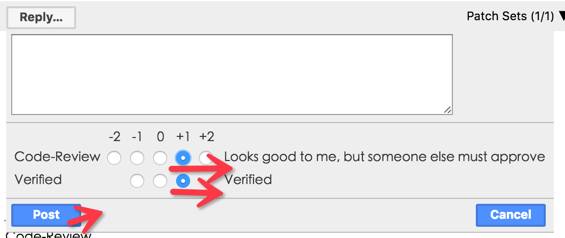 Reply...
Patch Sets (1/1) ▼
-2 -1 0 +1 +2
Code-Review Looks good to me, but someone else must approve
Verified Verified
Post Cancel
Code-Review